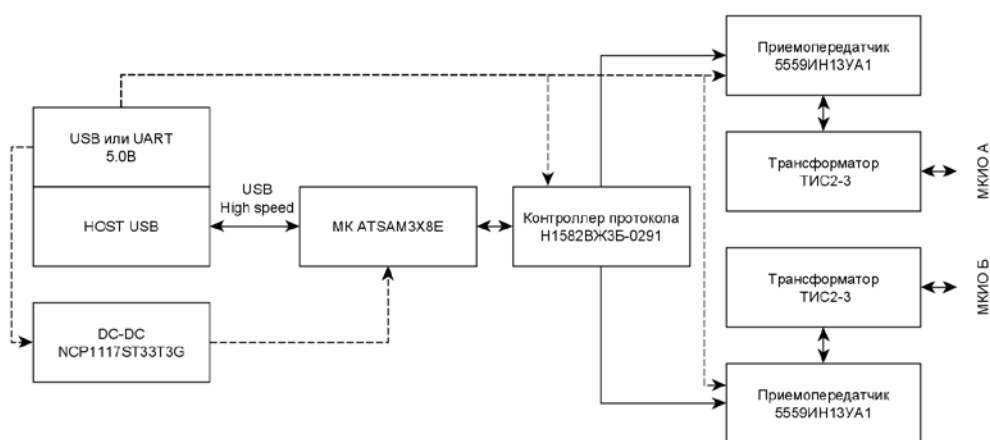 Приемопередатчик
5559ИН13УА1
USB или UART
5.0В
Трансформатор
ТИС2-3
МКИО А
USB
High speed
HOST USB
МК ATSAM3X8E
Контроллер протокола
Н1582ВЖ3Б-0291
Трансформатор
ТИС2-3
МКИО Б
DC-DC
NCP1117ST33T3G
Приемопередатчик
5559ИН13УА1